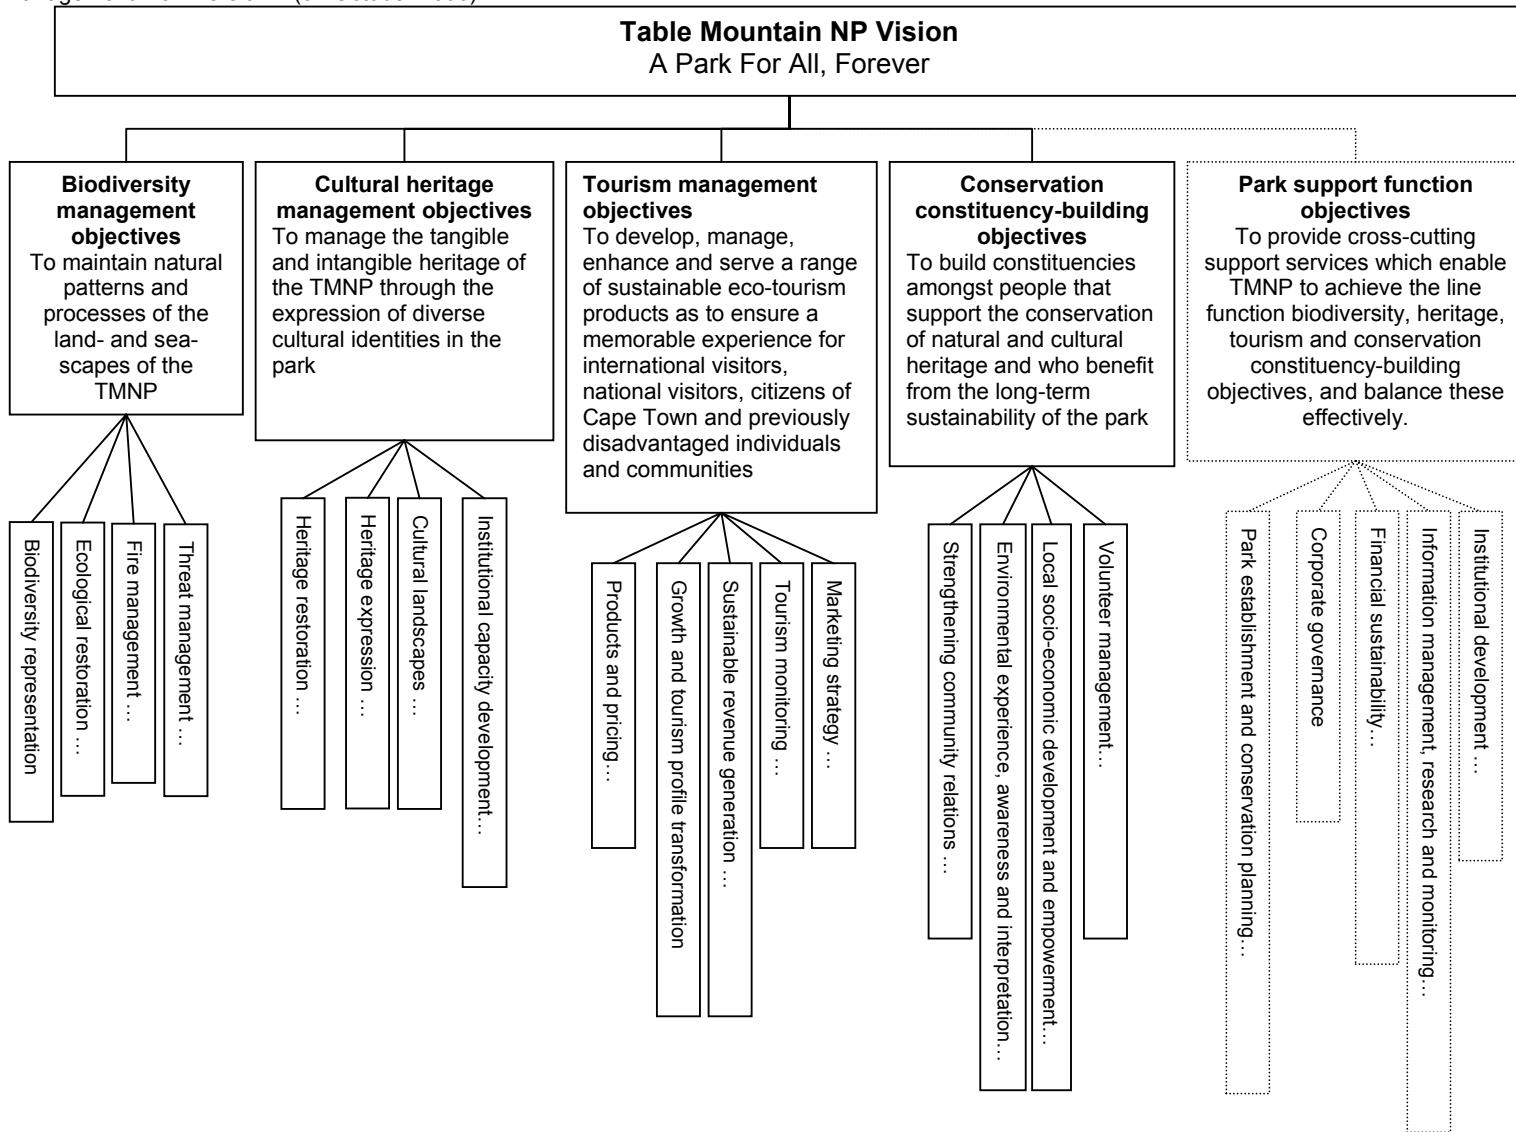 Table Mountain NP Vision
A Park For All, Forever
Biodiversity
management
objectives
To maintain natural
patterns and
processes of the
land- and sea-
scapes of the
TMNP
Cultural heritage
management objectives
To manage the tangible
and intangible heritage of
the TMNP through the
expression of diverse
cultural identities in the
park
Tourism management
objectives
To develop, manage,
enhance and serve a range
of sustainable eco-tourism
products as to ensure a
memorable experience for
international visitors,
national visitors, citizens of
Cape Town and previously
disadvantaged individuals
and communities
Conservation
constituency-building
objectives
To build constituencies
amongst people that
support the conservation
of natural and cultural
heritage and who benefit
from the long-term
sustainability of the park
Park support function
objectives
To provide cross-cutting
support services which enable
TMNP to achieve the line
function biodiversity, heritage,
tourism and conservation
constituency-building
objectives, and balance these
effectively.
Biodiversity representation
Ecological restoration …
Fire management …
Threat management …
Heritage restoration …
Heritage expression …
Cultural landscapes …
Institutional capacity development…
Products and pricing…
Growth and tourism profile transformation
Sustainable revenue generation …
Tourism monitoring …
Marketing strategy …
Strengthening community relations …
Environmental experience, awareness and interpretation…
Local socio-economic development and empowerment…
Volunteer management…
Park establishment and conservation planning…
Corporate governance
Financial sustainability…
Information management, research and monitoring…
Institutional development …